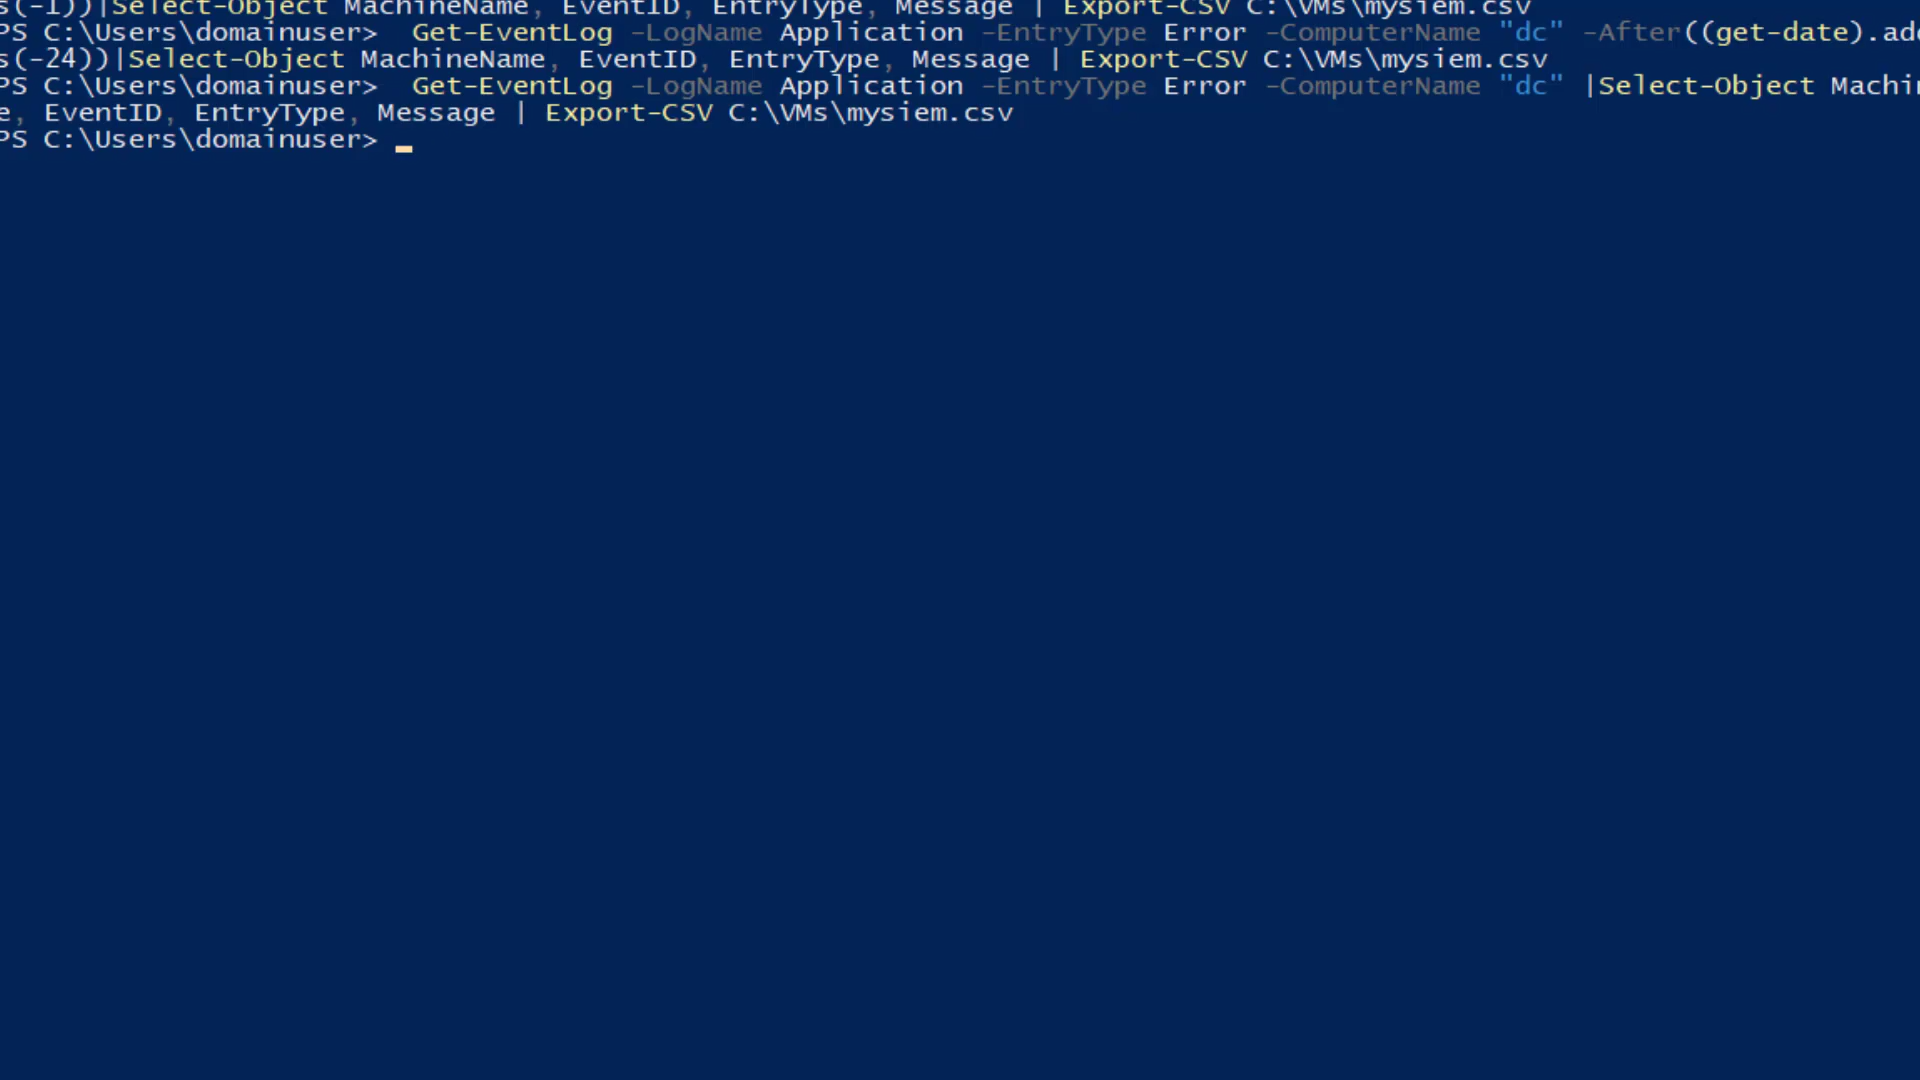 s(-1))|Select-Object MachineName, EventID, EntryType, Message | Export-CSV C:\VMs\mysiem.csv
PS C:\Users\domainuser>  Get-EventLog -LogName Application -EntryType Error -ComputerName "dc" -After((get-date).add
s(-24))|Select-Object MachineName, EventID, EntryType, Message | Export-CSV C:\VMs\mysiem.csv
PS C:\Users\domainuser>  Get-EventLog -LogName Application -EntryType Error -ComputerName "dc" |Select-Object Machin
e, EventID, EntryType, Message | Export-CSV C:\VMs\mysiem.csv
PS C:\Users\domainuser>